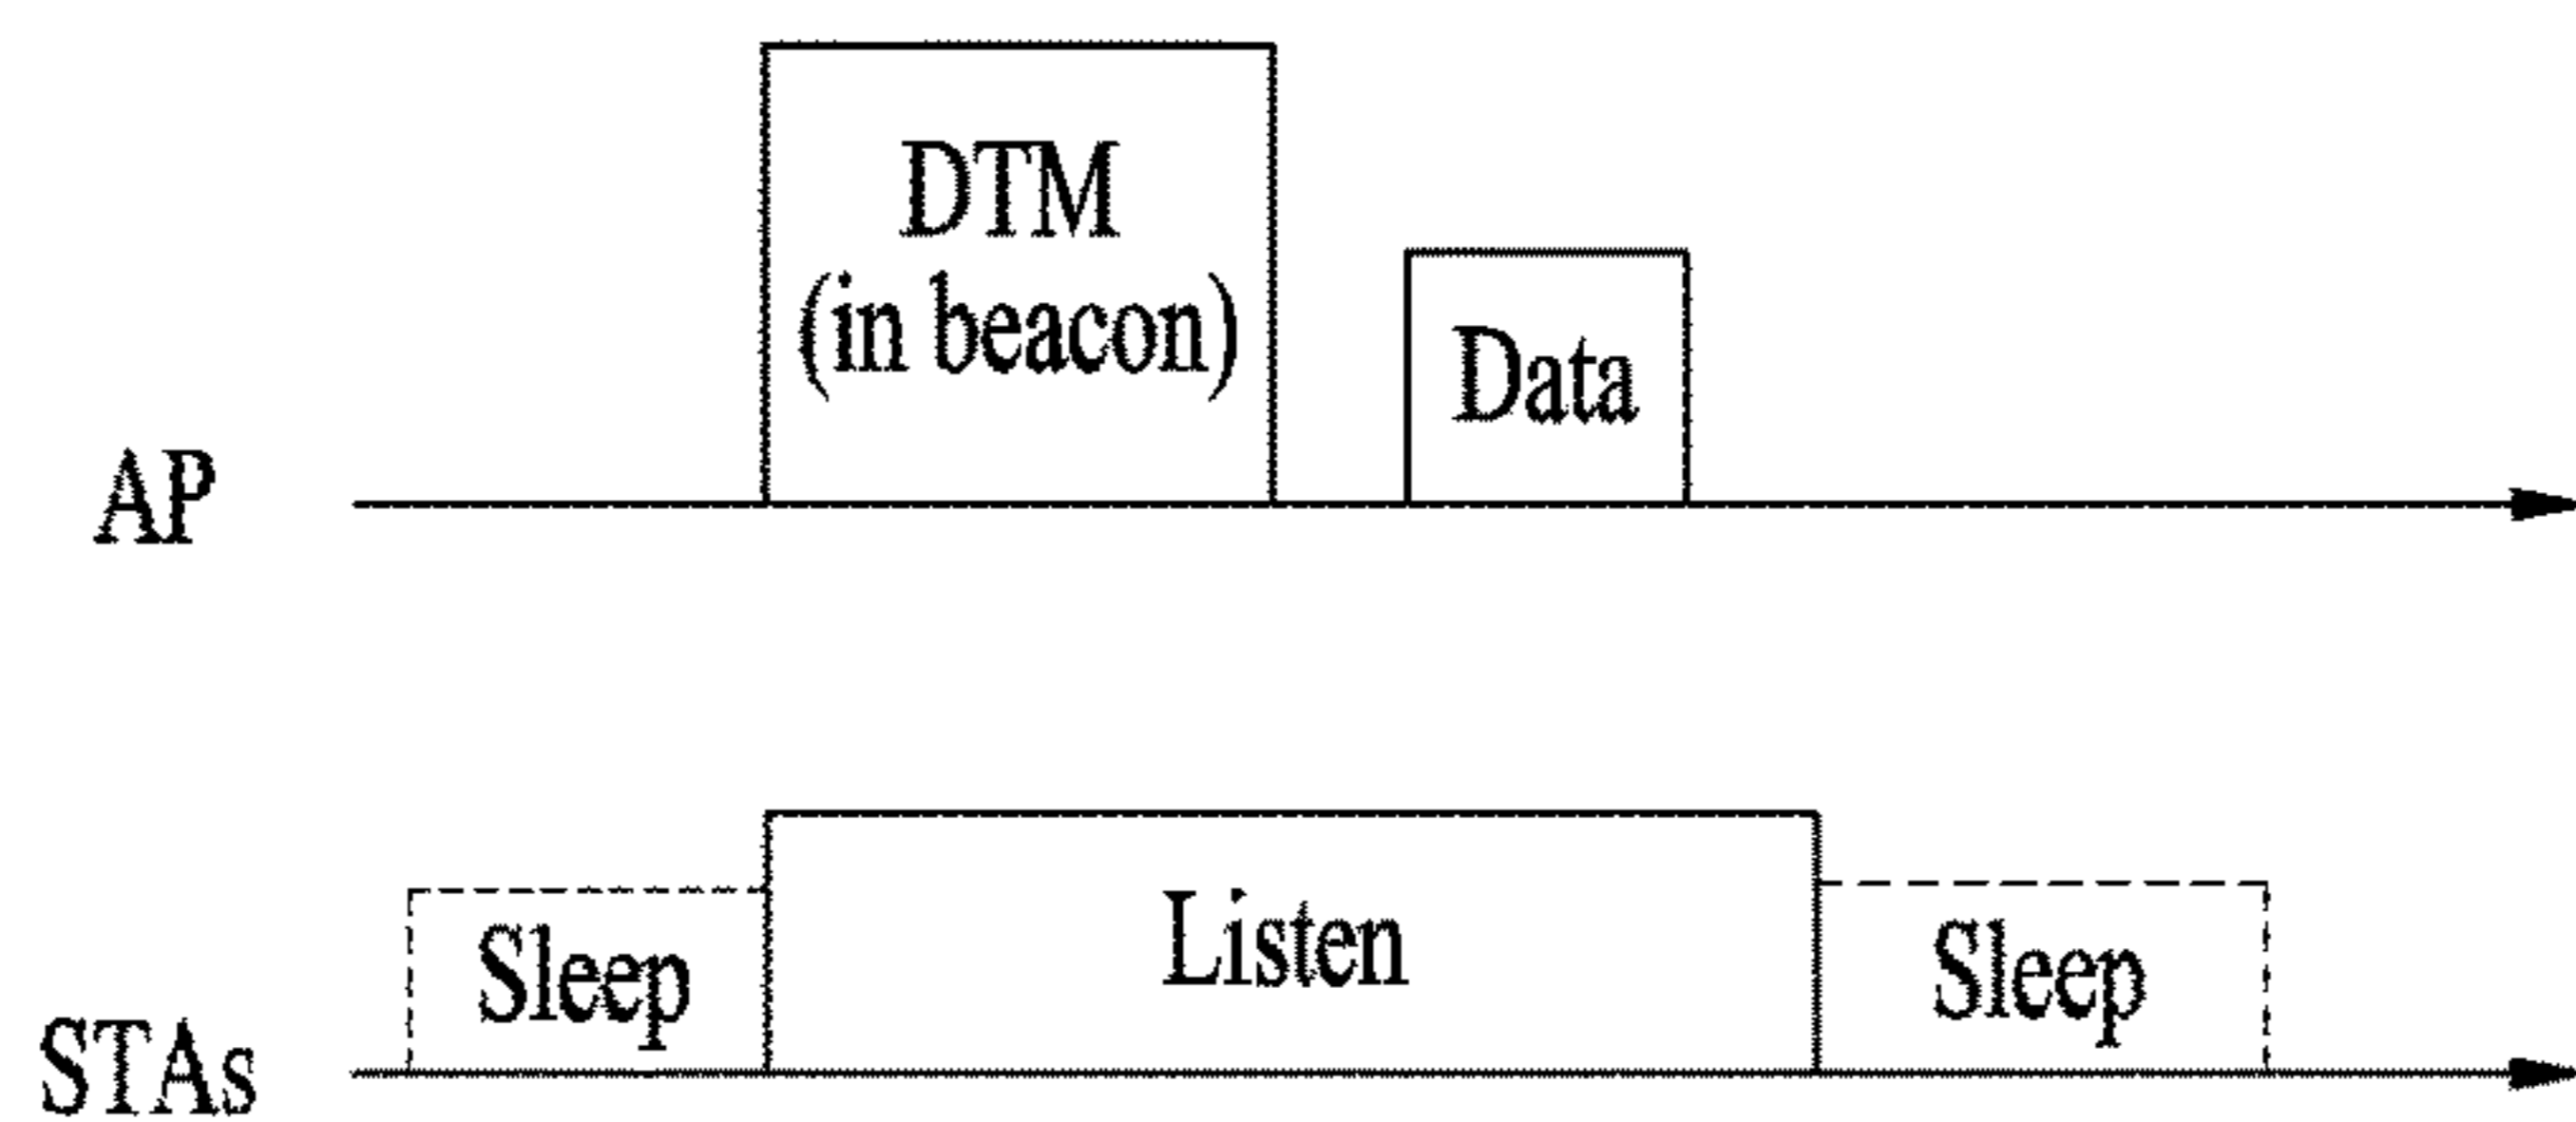 DTM
(in beacon)
Data
AP
Listen
Sleep
Sleep
STAs